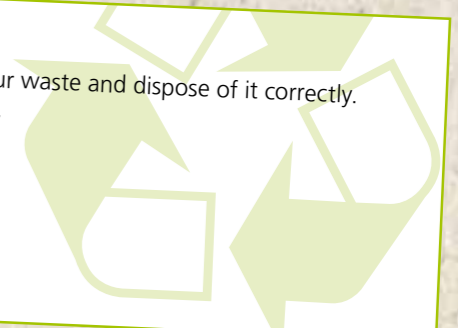 ur waste and dispose of it correctly.